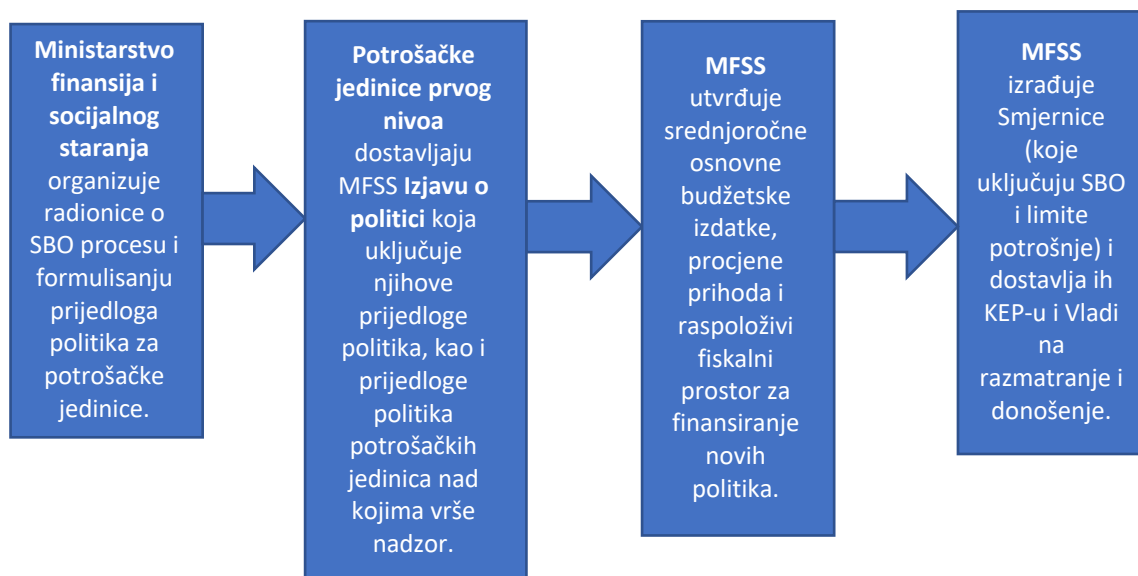 Ministarstvo
finansija i
socijalnog
staranja
organizuje
radionice o
SBO procesu i
formulisanju
prijedloga
politika za
potrošačke
jedinice.
Potrošačke
jedinice prvog
nivoa
dostavljaju
MFSS Izjavu o
politici koja
uključuje
njihove
prijedloge
politika, kao i
prijedloge
politika
potrošačkih
jedinica nad
kojima vrše
nadzor.
MFSS
utvrđuje
srednjoročne
osnovne
budžetske
izdatke,
procjene
prihoda i
raspoloživi
fiskalni
prostor za
finansiranje
novih
politika.
MFSS
izrađuje
Smjernice
(koje
uključuju SBO
i limite
potrošnje) i
dostavlja ih
KEP-u i Vladi
na
razmatranje i
donošenje.